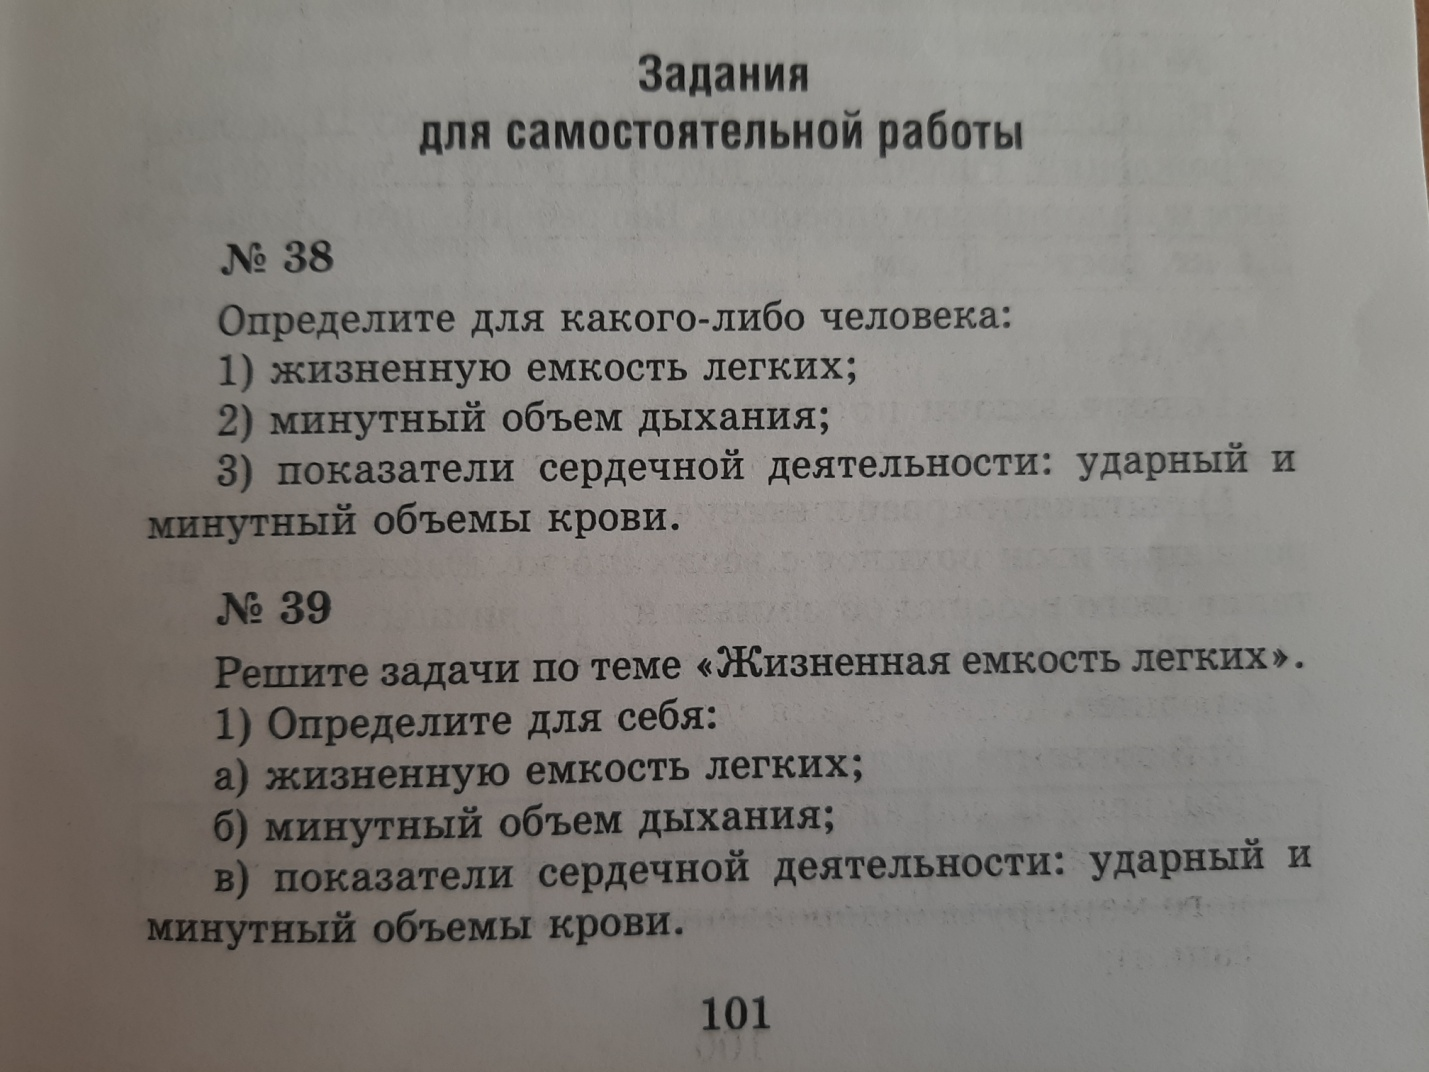 Задания
для самостоятельной работы
№ 38
Определите для какого-либо человека:
1) жизненную емкость легких;
2) минутный объем дыхания;
3) показатели сердечной деятельности: ударный и
минутный объемы крови.
№ 39
Решите задачи по теме «Жизненная емкость легких».
1) Определите для себя:
а) жизненную емкость легких;
б) минутный объем дыхания;
в) показатели сердечной деятельности: ударный и
минутный объемы крови.
101